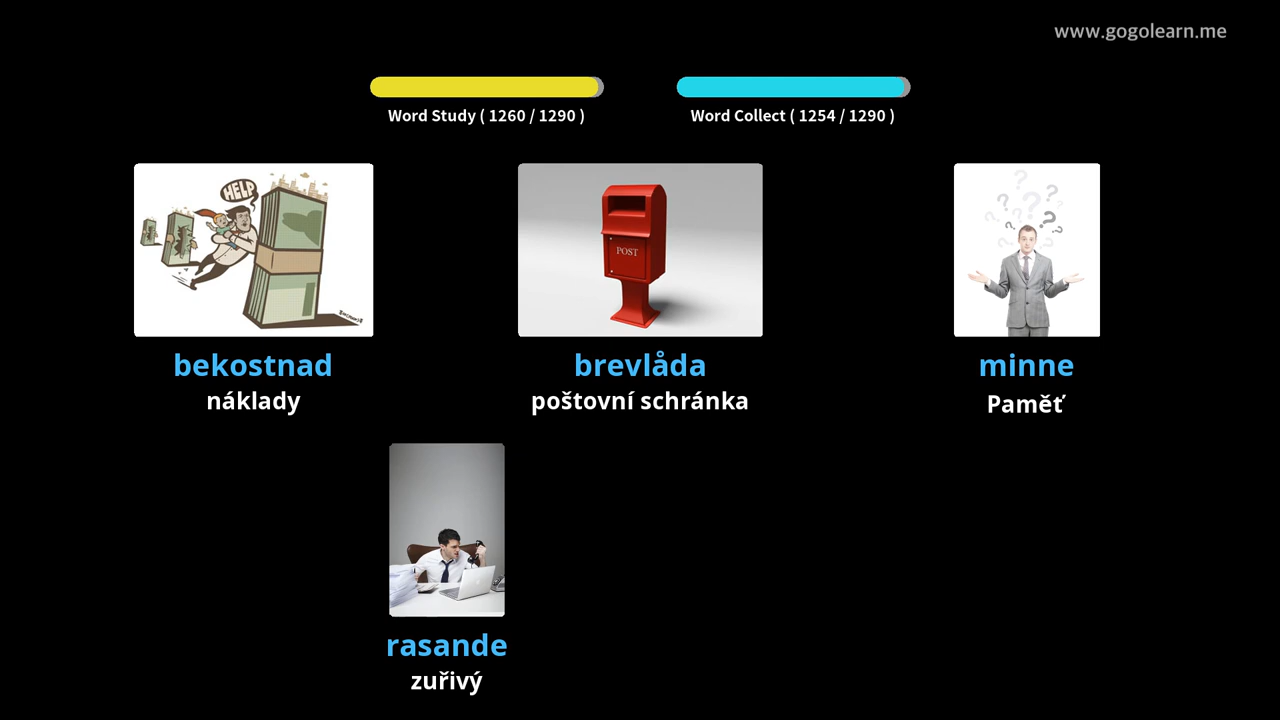 www.gogolearn.me
Word Study ( 1260 / 1290 )
Word Collect ( 1254 / 1290 )
HELP
POST
bekostnad
brevlåda
minne
náklady
poštovní schránka
Paměť
rasande
zuřivý